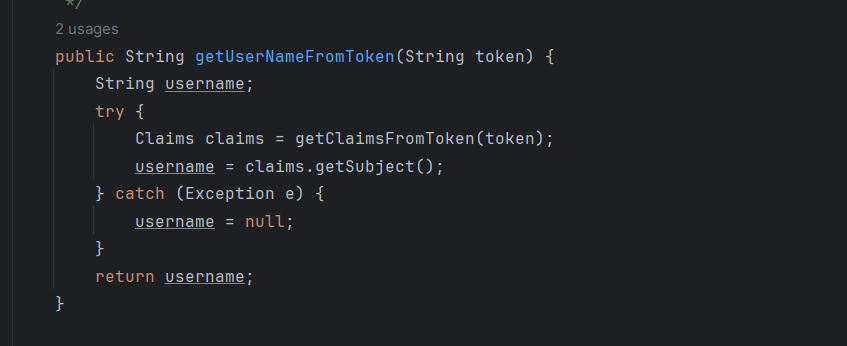 */
2 usages
public String getUserNameFromToken(String token) {
String username;
try {
Claims claims = getClaimsFromToken(token);
username = claims.getSubject();
} catch (Exception e) {
username = null;
}
return username;
}